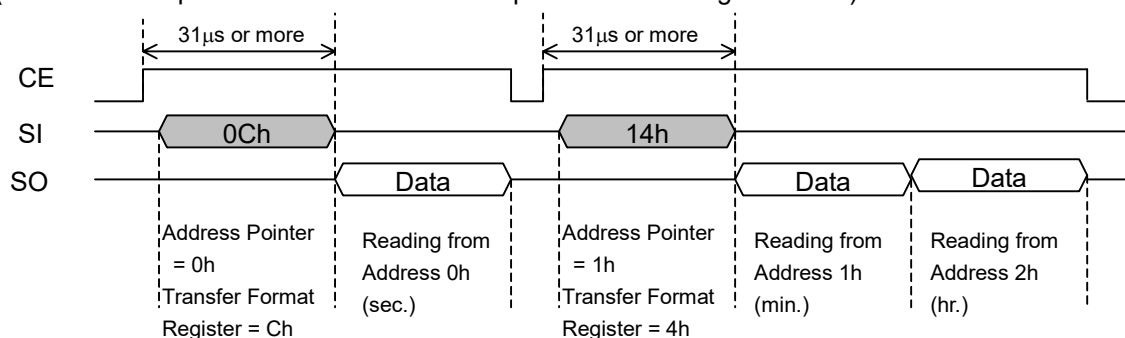 31μs or more 31μs or more
CE
SI 0Ch 14h
SO Data Data Data
Address Pointer
= 0h
Transfer Format
Register = Ch
Reading from
Address 0h
(sec.)
Address Pointer
= 1h
Transfer Format
Register = 4h
Reading from
Address 1h
(min.)
Reading from
Address 2h
(hr.)